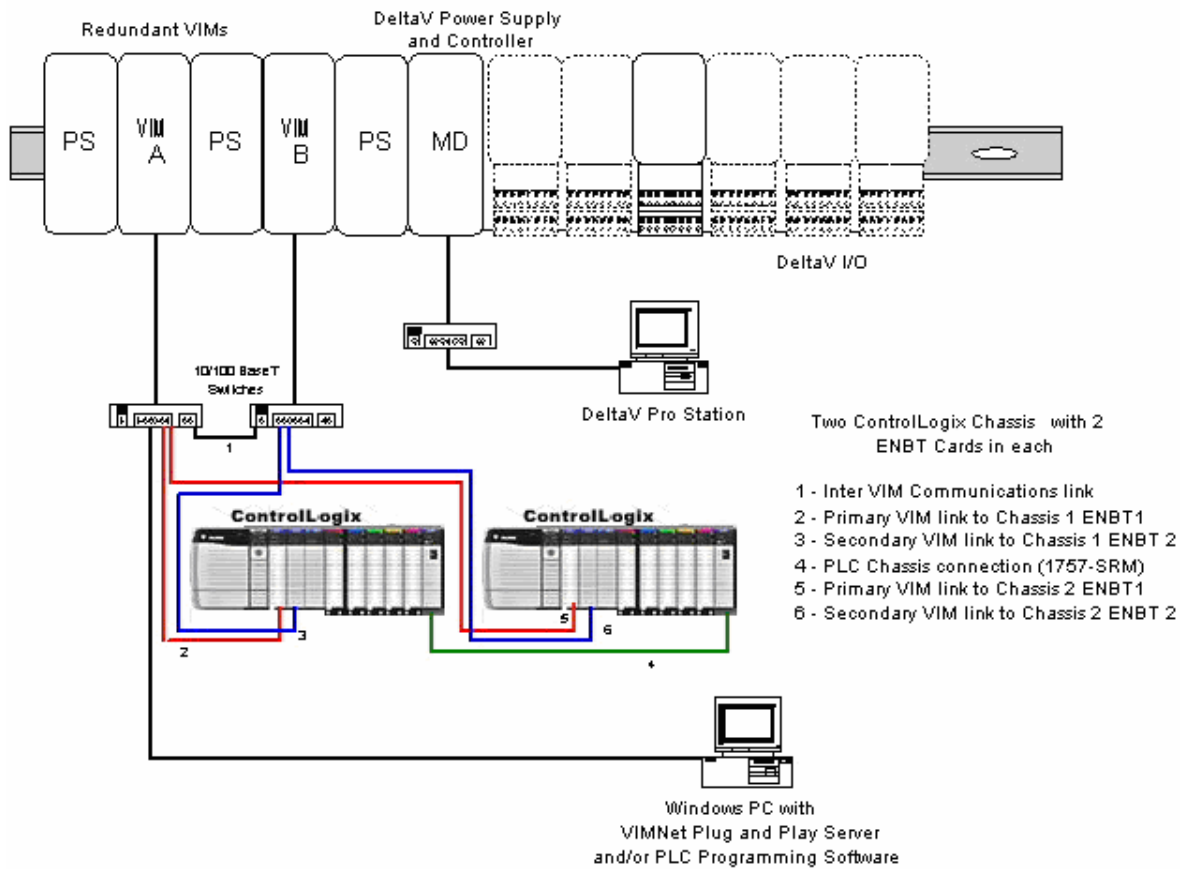 Redundant VIMs
DeltaV Power Supply
and Controller
PS
VIM
A
PS
VIM
B
PS
MD
DeltaV I/O
10/100 BaseT
Switches
DeltaV Pro Station
1
Two ControlLogix Chassis with 2
ENBT Cards in each
1 - Inter VIM Communications link
2 - Primary VIM link to Chassis 1 ENBT1
3 - Secondary VIM link to Chassis 1 ENBT 2
4 - PLC Chassis connection (1757-SRM)
5 - Primary VIM link to Chassis 2 ENBT1
6 - Secondary VIM link to Chassis 2 ENBT 2
ControlLogix
ControlLogix
2
3
5
6
4
Windows PC with
VIMNet Plug and Play Server
and/or PLC Programming Software